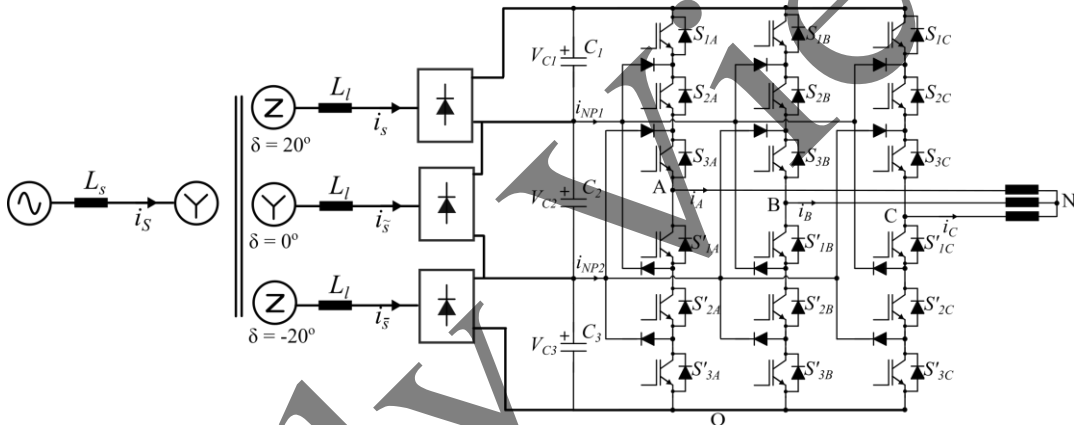 L_s
i_S
Y
Z
δ = 20º
L_l
i_s
Y
δ = 0º
L_l
i_s̃
Z
δ = -20º
L_l
i_s̄
V_C1 + C_1
V_C2 + C_2
V_C3 + C_3
i_NP1
i_NP2
S_1A S_1B S_1C
S_2A S_2B S_2C
S_3A S_3B S_3C
A i_A
B i_B
C i_C
N
S'_1A S'_1B S'_1C
S'_2A S'_2B S'_2C
S'_3A S'_3B S'_3C
O